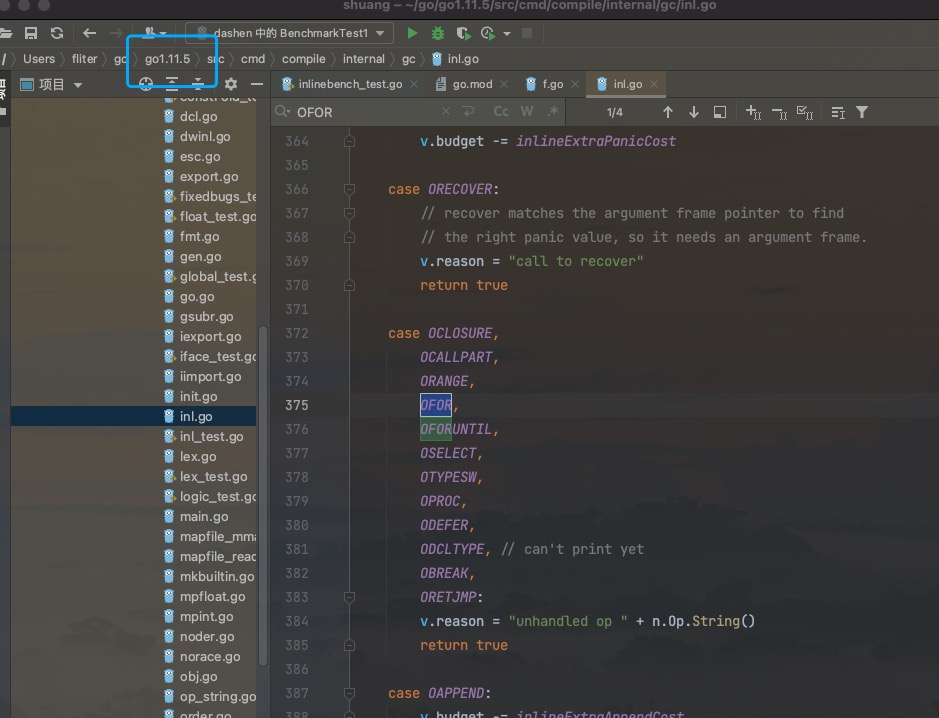 shuang – ~/go/go1.11.5/src/cmd/compile/internal/gc/inl.go
dashen 中的 BenchmarkTest1
/ Users fliter go go1.11.5 src cmd compile internal gc inl.go
项目
inlinebench_test.go go.mod f.go inl.go
OFOR Cc W .* 1/4
dcl.go
dwinl.go
esc.go
export.go
fixedbugs_te
float_test.go
fmt.go
gen.go
global_test.g
go.go
gsubr.go
iexport.go
iface_test.go
iimport.go
init.go
inl.go
inl_test.go
lex.go
lex_test.go
logic_test.go
main.go
mapfile_mma
mapfile_read
mkbuiltin.go
mpfloat.go
mpint.go
noder.go
norace.go
obj.go
op_string.go
order.go
364 v.budget -= inlineExtraPanicCost
365
366 case ORECOVER:
367 // recover matches the argument frame pointer to find
368 // the right panic value, so it needs an argument frame.
369 v.reason = "call to recover"
370 return true
371
372 case OCLOSURE,
373 OCALLPART,
374 ORANGE,
375 OFOR,
376 OFORUNTIL,
377 OSELECT,
378 OTYPESW,
379 OPROC,
380 ODEFER,
381 ODCLTYPE, // can't print yet
382 OBREAK,
383 ORETJMP:
384 v.reason = "unhandled op " + n.Op.String()
385 return true
386
387 case OAPPEND:
388 v.budget -= inlineExtraAppendCost